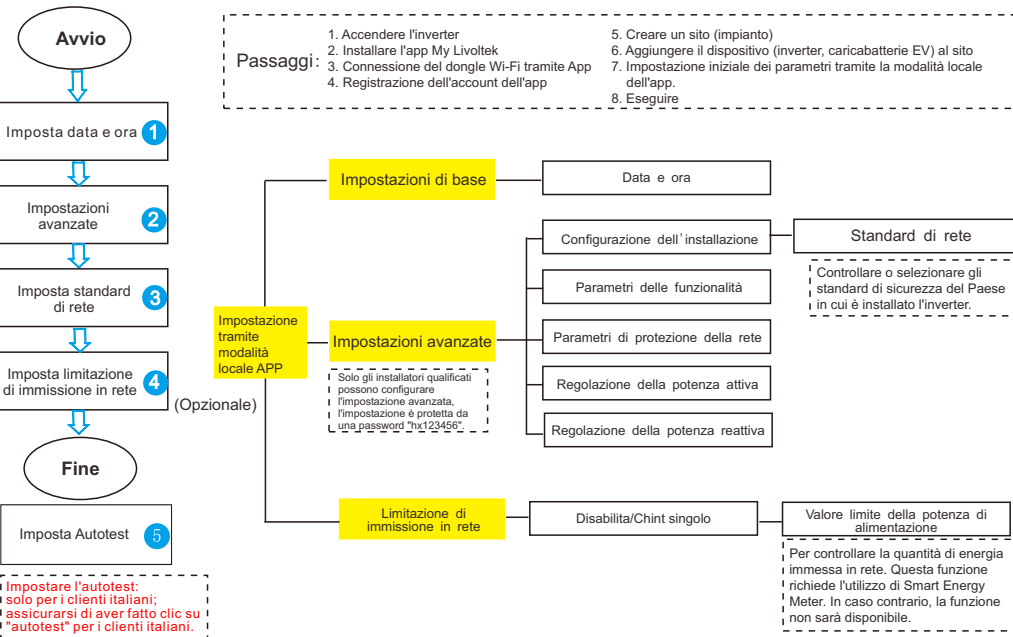 Avvio
Imposta data e ora 1
Impostazioni
avanzate
2
Imposta standard
di rete
3
Imposta limitazione
di immissione in rete
4
(Opzionale)
Fine
Imposta Autotest 5
Impostare l'autotest:
solo per i clienti italiani;
assicurarsi di aver fatto clic su
"autotest" per i clienti italiani.
Passaggi:
1. Accendere l'inverter
2. Installare l'app My Livoltek
3. Connessione del dongle Wi-Fi tramite App
4. Registrazione dell'account dell'app
5. Creare un sito (impianto)
6. Aggiungere il dispositivo (inverter, caricabatterie EV) al sito
7. Impostazione iniziale dei parametri tramite la modalità locale
dell'app.
8. Eseguire
Impostazione
tramite
modalità
locale APP
Impostazioni di base
Data e ora
Impostazioni avanzate
Solo gli installatori qualificati
possono configurare
l'impostazione avanzata,
l'impostazione è protetta da
una password "hx123456".
Configurazione dell'installazione
Standard di rete
Controllare o selezionare gli
standard di sicurezza del Paese
in cui è installato l'inverter.
Parametri delle funzionalità
Parametri di protezione della rete
Regolazione della potenza attiva
Regolazione della potenza reattiva
Limitazione di
immissione in rete
Disabilita/Chint singolo
Valore limite della potenza di
alimentazione
Per controllare la quantità di energia
immessa in rete. Questa funzione
richiede l'utilizzo di Smart Energy
Meter. In caso contrario, la funzione
non sarà disponibile.